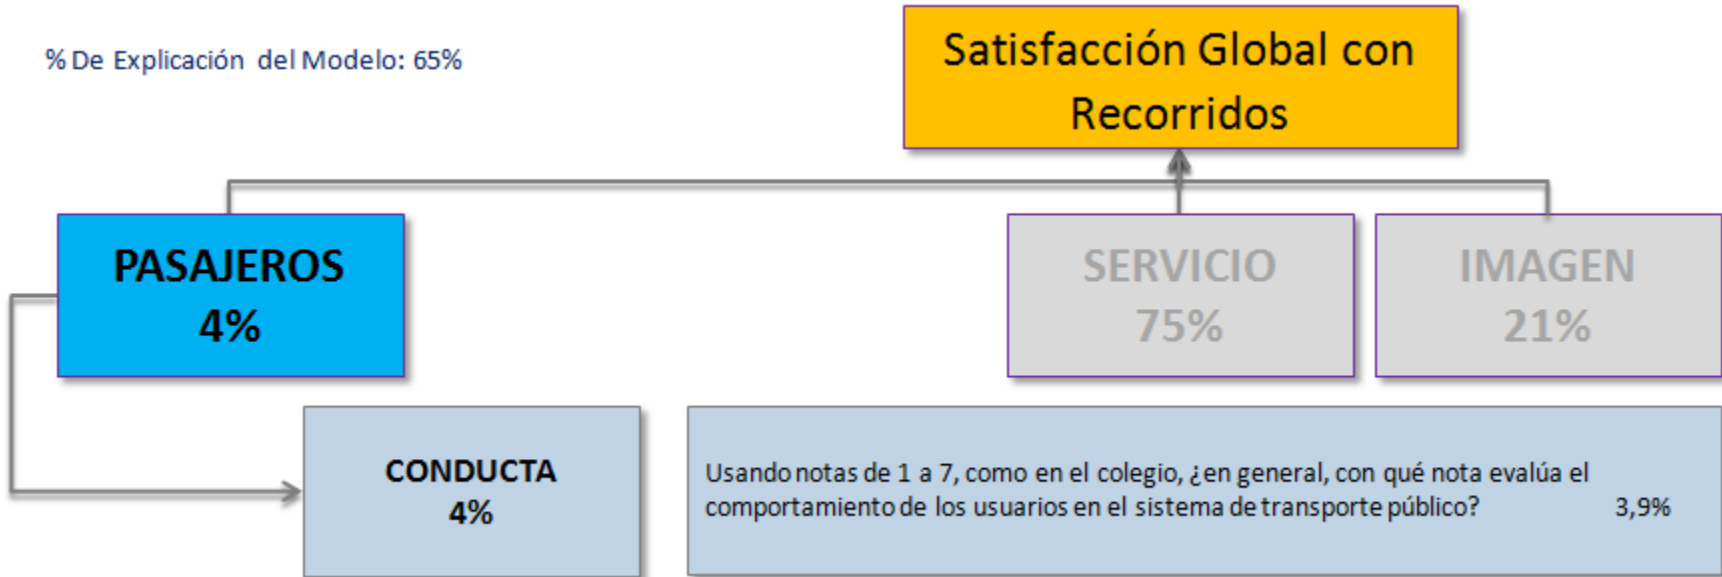 % De Explicación del Modelo: 65%
Satisfacción Global con
Recorridos
PASAJEROS
4%
SERVICIO
75%
IMAGEN
21%
CONDUCTA
4%
Usando notas de 1 a 7, como en el colegio, ¿en general, con qué nota evalúa el
comportamiento de los usuarios en el sistema de transporte público? 3,9%